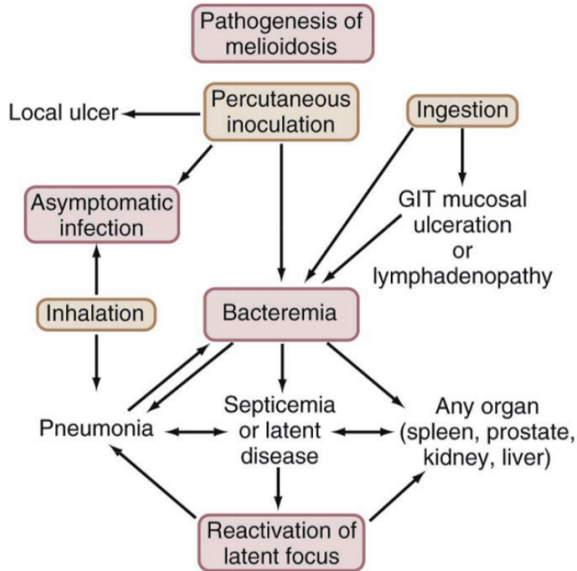 Pathogenesis of
melioidosis
Local ulcer
Percutaneous
inoculation
Ingestion
Asymptomatic
infection
GIT mucosal
ulceration
or
lymphadenopathy
Inhalation
Bacteremia
Pneumonia
Septicemia
or latent
disease
Any organ
(spleen, prostate,
kidney, liver)
Reactivation of
latent focus